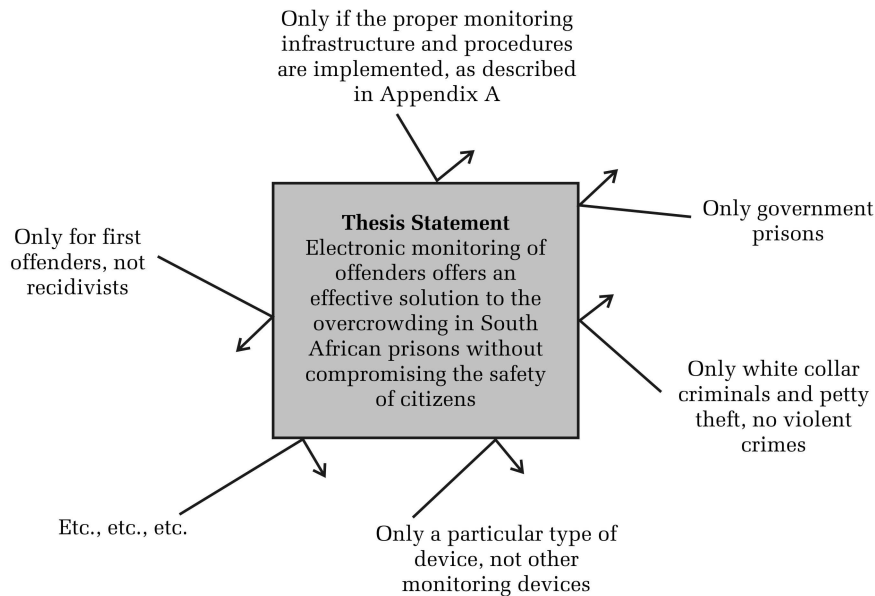 Only if the proper monitoring
infrastructure and procedures
are implemented, as described
in Appendix A
Only government
prisons
Only for first
offenders, not
recidivists
Thesis Statement
Electronic monitoring of
offenders offers an
effective solution to the
overcrowding in South
African prisons without
compromising the safety
of citizens
Only white collar
criminals and petty
theft, no violent
crimes
Etc., etc., etc.
Only a particular type of
device, not other
monitoring devices